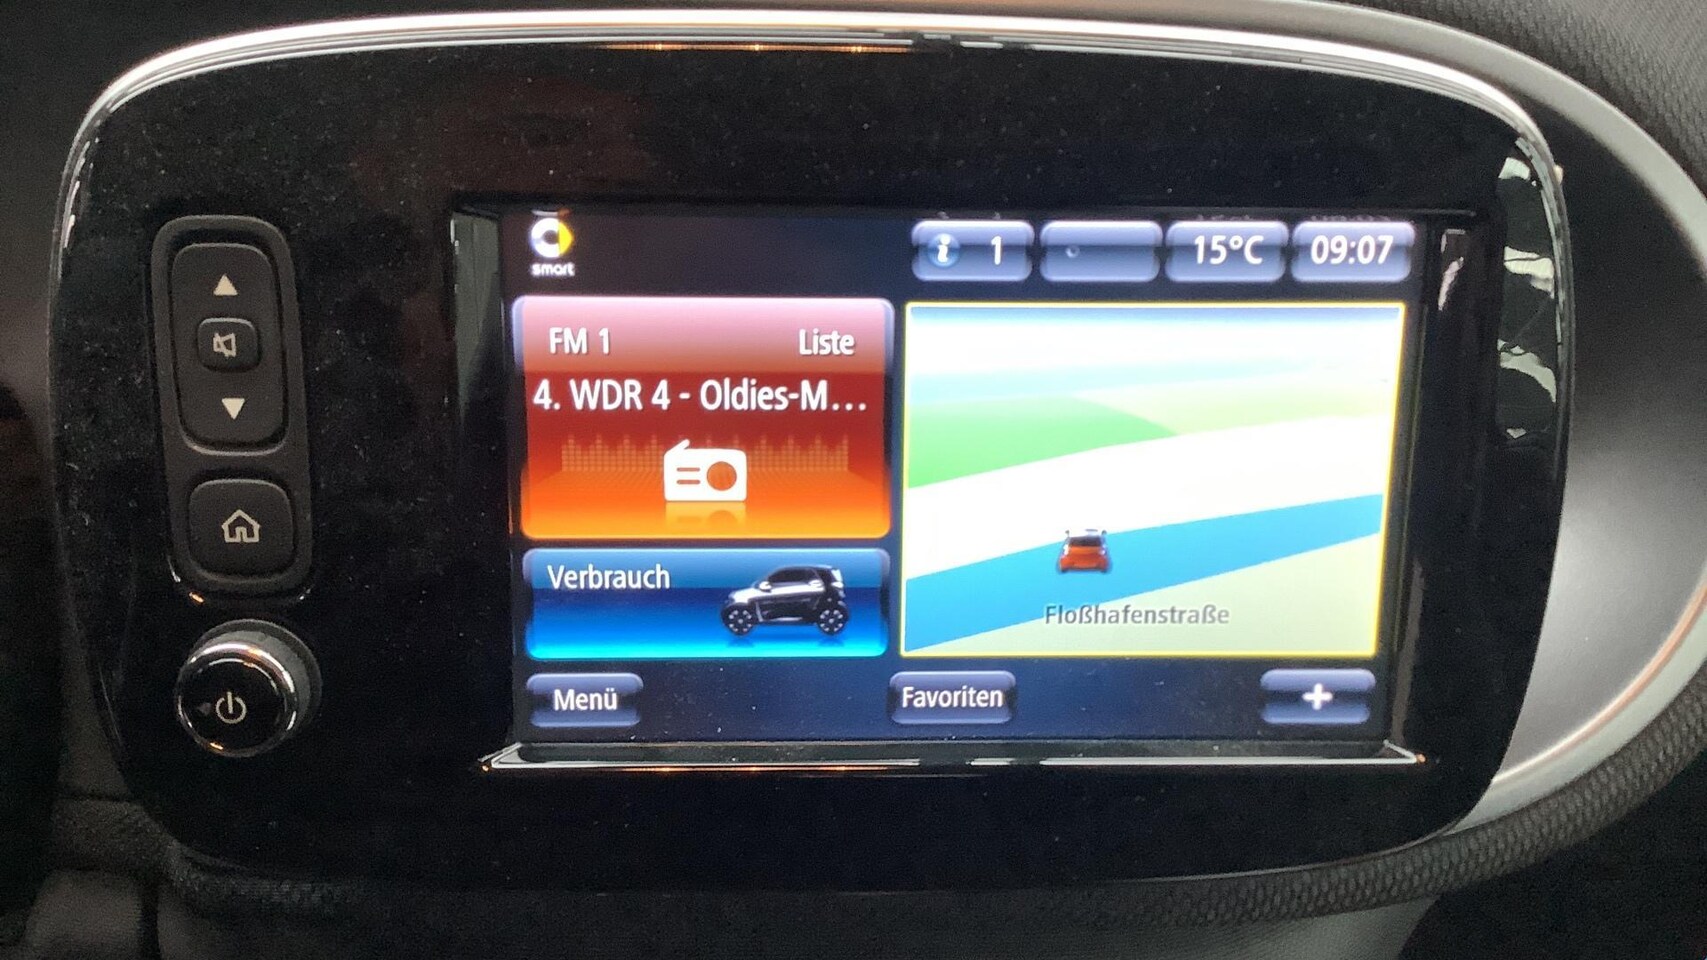 smart
1
15°C
09:07
FM 1
Liste
4. WDR 4 - Oldies-M...
Verbrauch
Floßhafenstraße
Menü
Favoriten
+